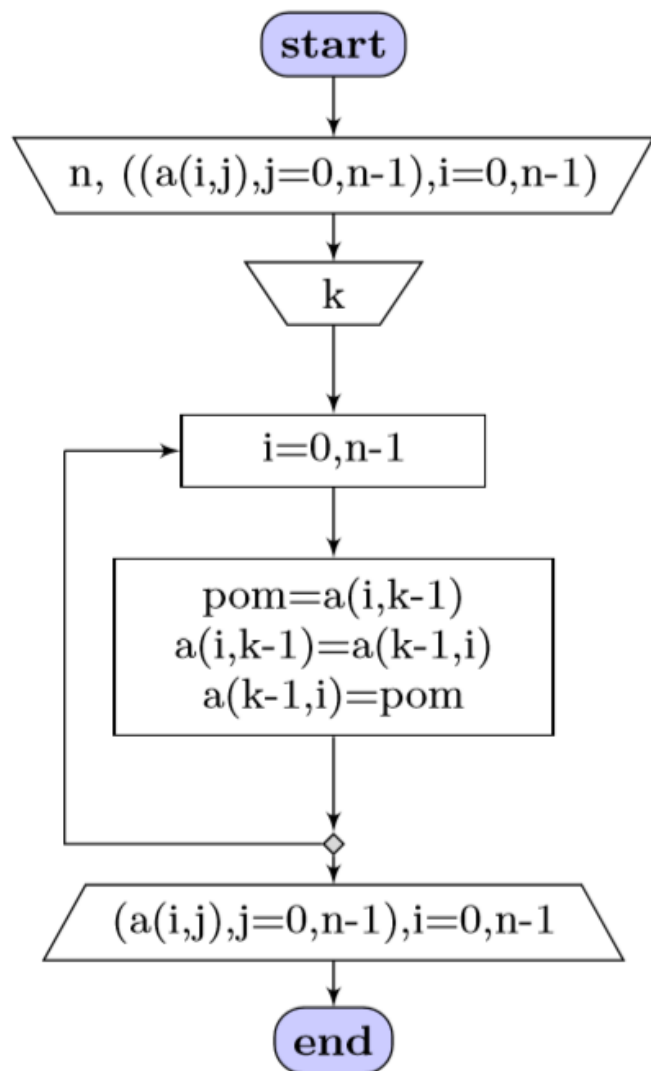 start
n, ((a(i,j),j=0,n-1),i=0,n-1)
k
i=0,n-1
pom=a(i,k-1)
a(i,k-1)=a(k-1,i)
a(k-1,i)=pom
(a(i,j),j=0,n-1),i=0,n-1
end